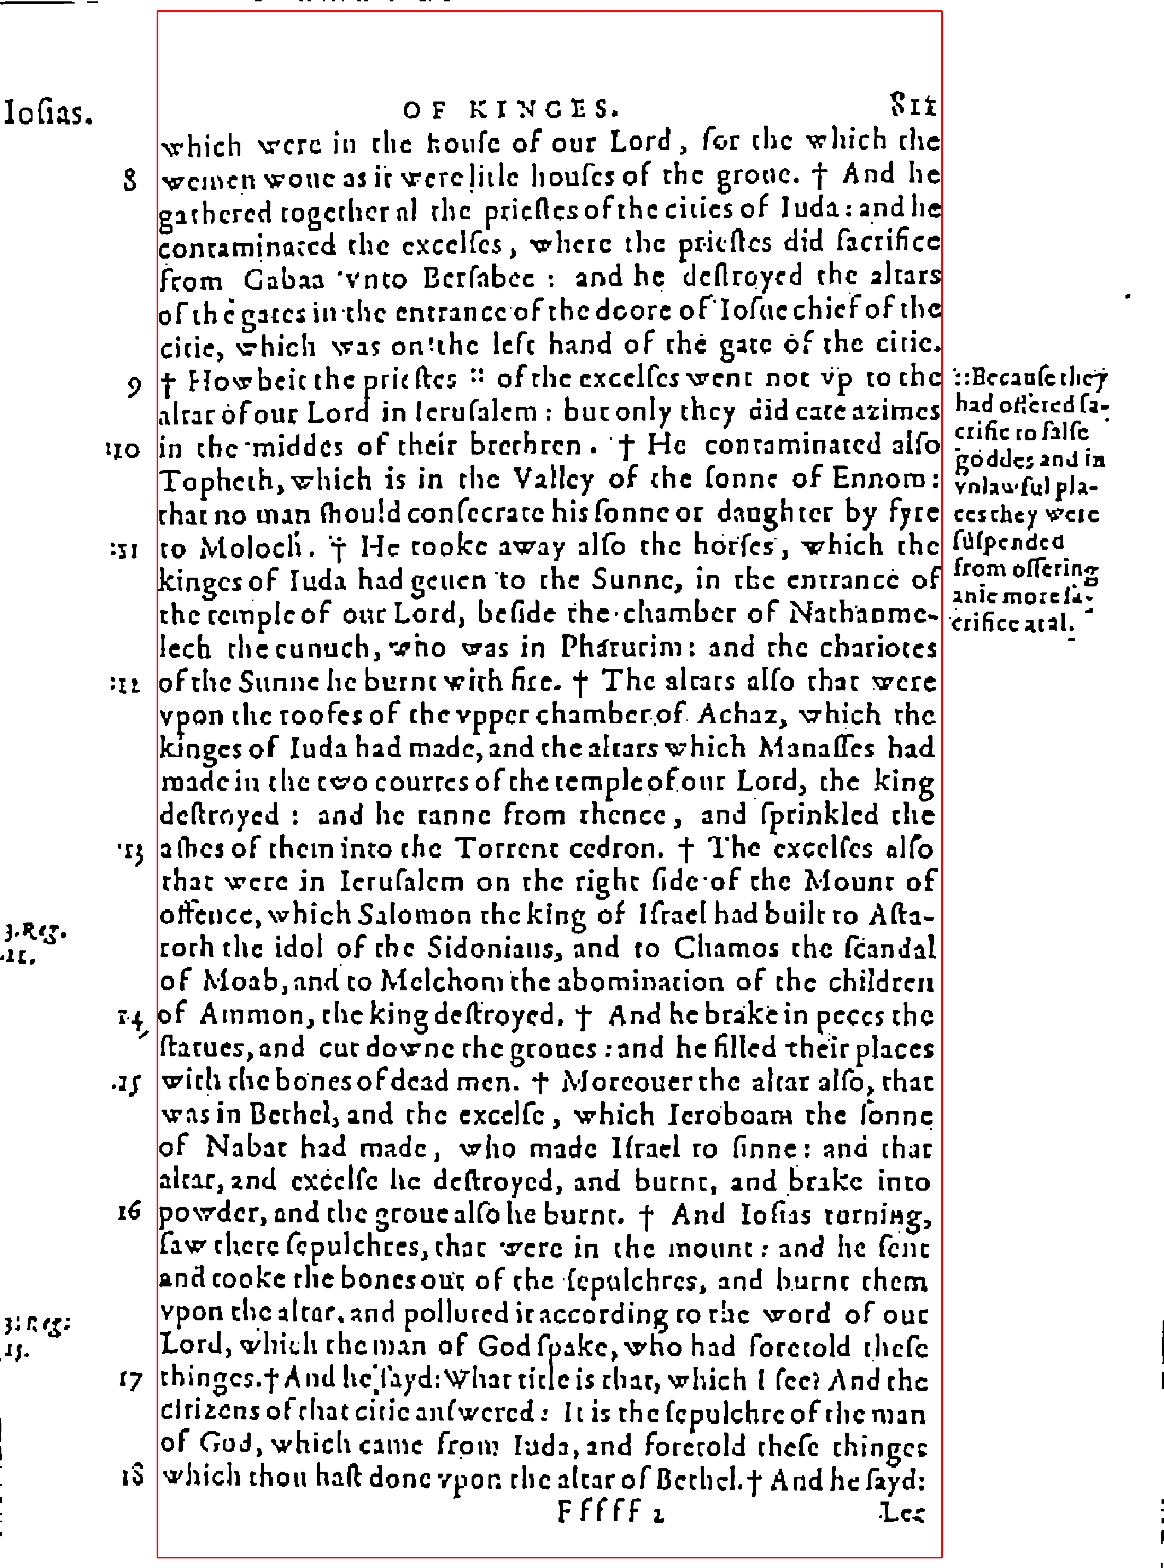 Iosias.
OF KINGES.
811
which were in the house of our Lord, for the which the
8 wemen woue as it were litle houses of the groue. † And he
gathered together al the priestes of the cities of Iuda: and he
contaminated the excelses, where the priestes did sacrifice
from Gabaa vnto Bersabee: and he destroyed the altars
of the gates in the entrance of the doore of Iosue chief of the
citie, which was on the left hand of the gate of the citie.
9 † Howbeit the priestes :: of the excelses went not vp to the
altar of our Lord in Ierusalem: but only they did eate azimes
10 in the middes of their brethren. † He contaminated also
Topheth, which is in the Valley of the sonne of Ennom:
that no man should consecrate his sonne or daughter by fyre
11 to Moloch. † He tooke away also the horses, which the
kinges of Iuda had geuen to the Sunne, in the entrance of
the temple of our Lord, beside the chamber of Nathanme-
lech the eunuch, who was in Pharurim: and the chariotes
12 of the Sunne he burnt with fire. † The altars also that were
vpon the roofes of the vpper chamber of Achaz, which the
kinges of Iuda had made, and the altars which Manasses had
made in the two courtes of the temple of our Lord, the king
destroyed: and he ranne from thence, and sprinkled the
13 ashes of them into the Torrent cedron. † The excelses also
that were in Ierusalem on the right side of the Mount of
offence, which Salomon the king of Israel had built to Asta-
roth the idol of the Sidonians, and to Chamos the scandal
of Moab, and to Melchom the abomination of the children
14 of Ammon, the king destroyed. † And he brake in peces the
statues, and cut downe the groues: and he filled their places
15 with the bones of dead men. † Moreouer the altar also, that
was in Bethel, and the excelse, which Ieroboam the sonne
of Nabat had made, who made Israel to sinne: and that
altar, and excelse he destroyed, and burnt, and brake into
16 powder, and the groue also he burnt. † And Iosias turning,
saw there sepulchres, that were in the mount: and he sent
and tooke the bones out of the sepulchres, and burnt them
vpon the altar, and polluted it according to the word of our
Lord, which the man of God spake, who had foretold these
17 thinges. † And he sayd: What title is that, which I see? And the
citizens of that citie answered: It is the sepulchre of the man
of God, which came from Iuda, and foretold these thinges
18 which thou hast done vpon the altar of Bethel. † And he sayd:
Fffff 2
Let
:: Because they
had offered sa-
crifice to false
goddes and in
vnlawful pla-
ces they were
suspended
from offering
anie more sa-
crifice at al.
3. Reg.
11.
3. Reg.
13.